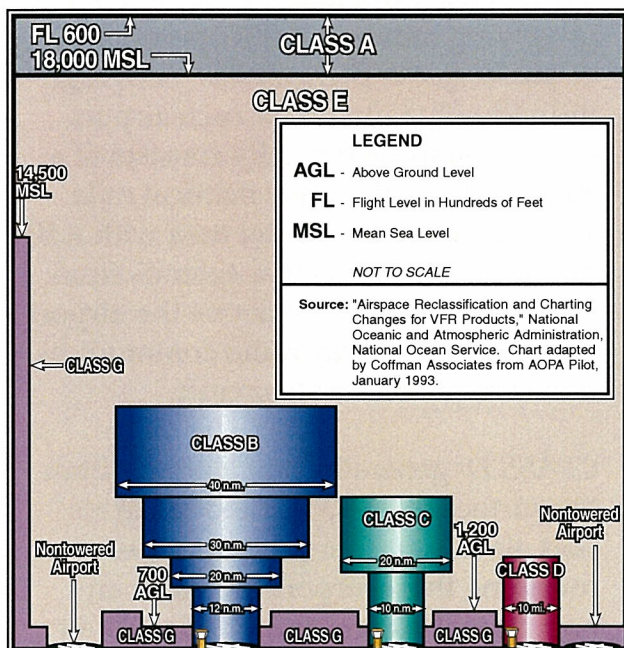 FL 600
18,000 MSL
CLASS A
CLASS E
14,500
MSL
LEGEND
AGL - Above Ground Level
FL - Flight Level in Hundreds of Feet
MSL - Mean Sea Level
NOT TO SCALE
Source: "Airspace Reclassification and Charting
Changes for VFR Products," National
Oceanic and Atmospheric Administration,
National Ocean Service. Chart adapted
by Coffman Associates from AOPA Pilot,
January 1993.
CLASS G
CLASS B
40 n.m.
30 n.m.
20 n.m.
12 n.m.
CLASS C
20 n.m.
10 n.m.
Nontowered
Airport
700
AGL
1,200
AGL
CLASS D
10 mi.
Nontowered
Airport
CLASS G
CLASS G
CLASS G